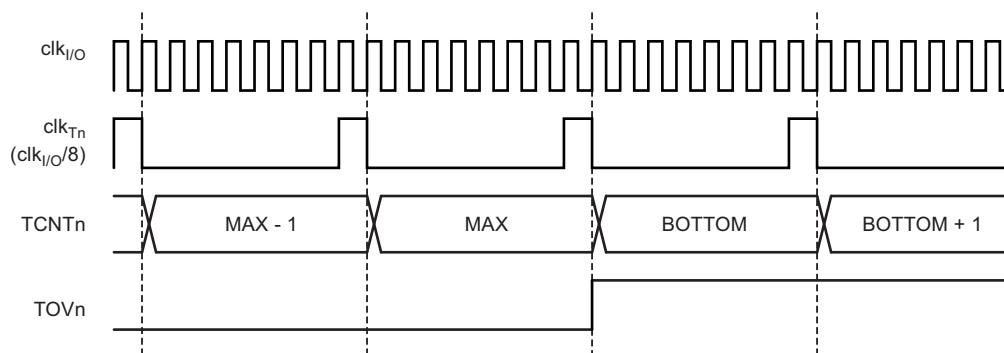 clkI/O
clkTn
(clkI/O/8)
TCNTn MAX - 1 MAX BOTTOM BOTTOM + 1
TOVn